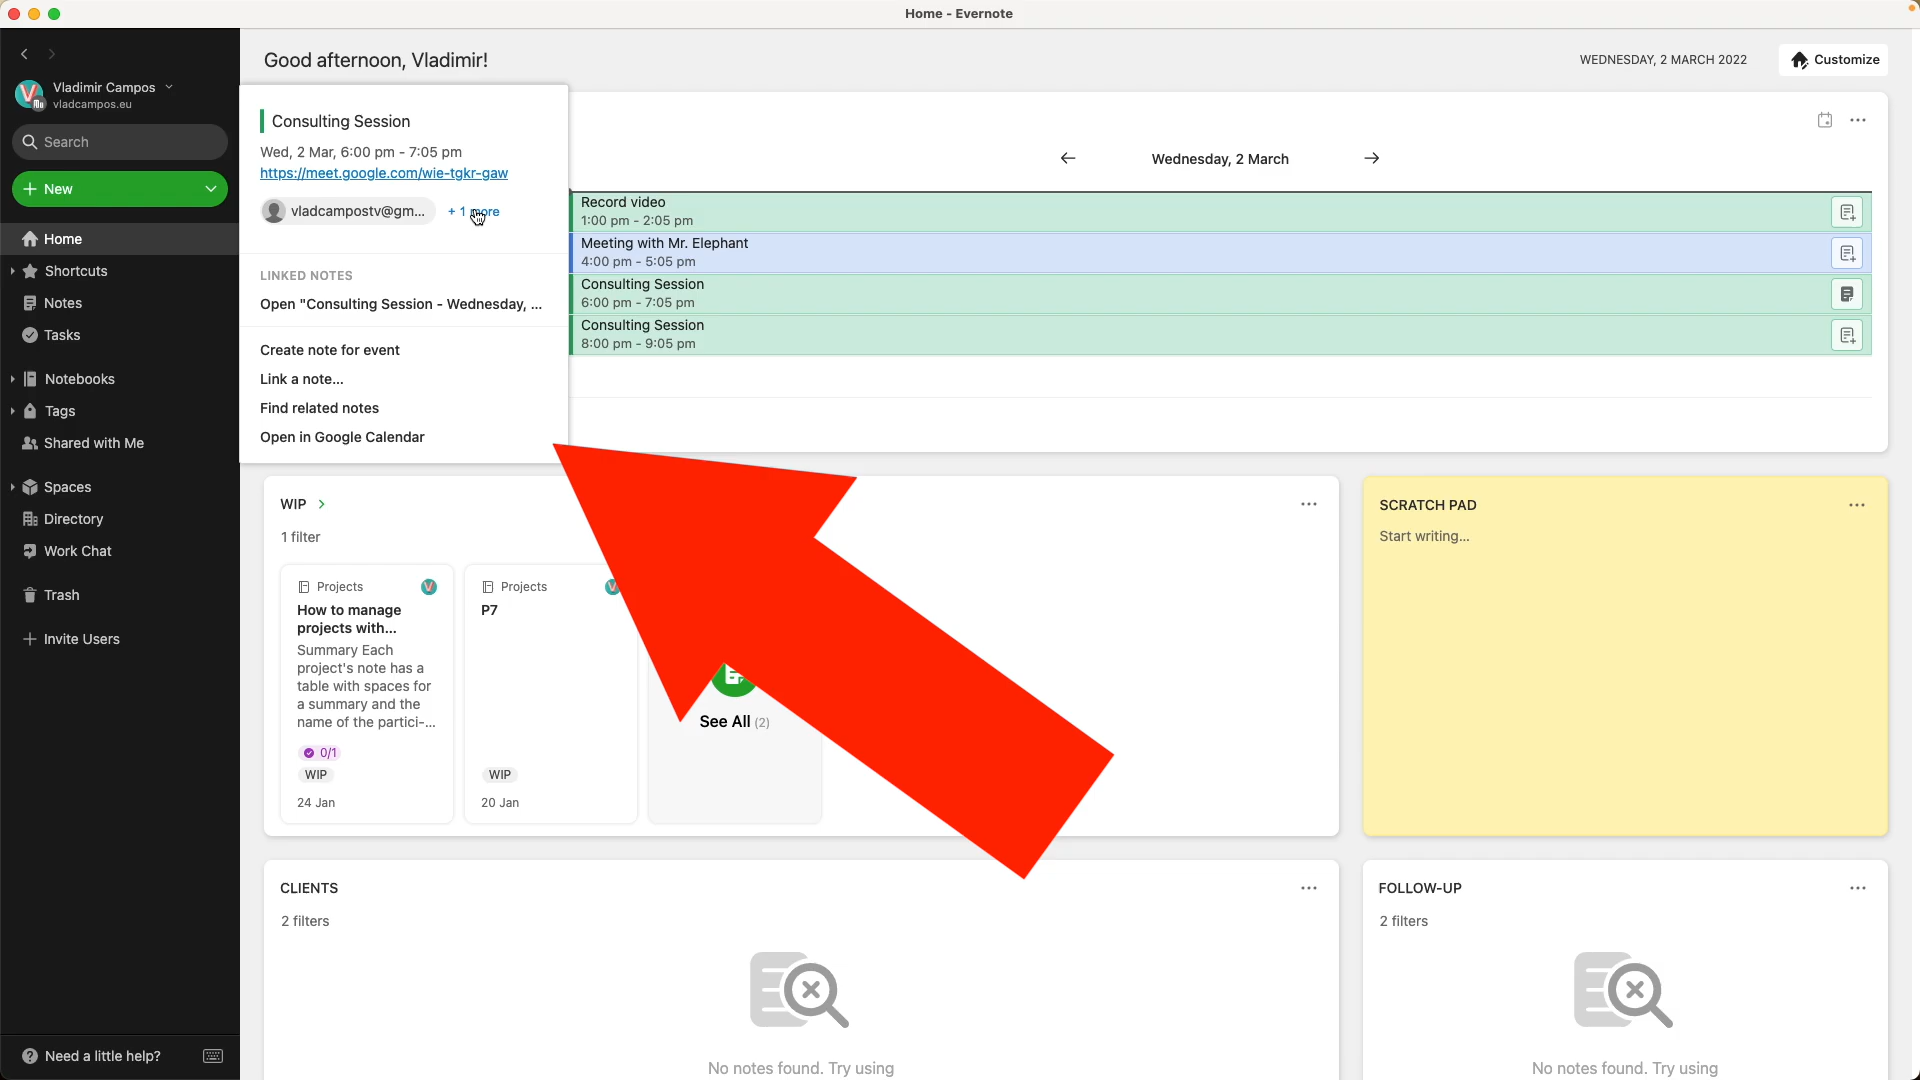 Home - Evernote
Vladimir Campos
vladcampos.eu
Search
New
Home
Shortcuts
Notes
Tasks
Notebooks
Tags
Shared with Me
Spaces
Directory
Work Chat
Trash
Invite Users
Need a little help?
Good afternoon, Vladimir!
WEDNESDAY, 2 MARCH 2022
Customize
Consulting Session
Wed, 2 Mar, 6:00 pm - 7:05 pm
https://meet.google.com/wie-tgkr-gaw
vladcampostv@gm... + 1 more
LINKED NOTES
Open "Consulting Session - Wednesday, ...
Create note for event
Link a note...
Find related notes
Open in Google Calendar
Wednesday, 2 March
Record video
1:00 pm - 2:05 pm
Meeting with Mr. Elephant
4:00 pm - 5:05 pm
Consulting Session
6:00 pm - 7:05 pm
Consulting Session
8:00 pm - 9:05 pm
WIP
1 filter
Projects
How to manage
projects with...
Summary Each
project's note has a
table with spaces for
a summary and the
name of the partici-...
0/1
WIP
24 Jan
Projects
P7
WIP
20 Jan
See All (2)
SCRATCH PAD
Start writing...
CLIENTS
2 filters
No notes found. Try using
FOLLOW-UP
2 filters
No notes found. Try using